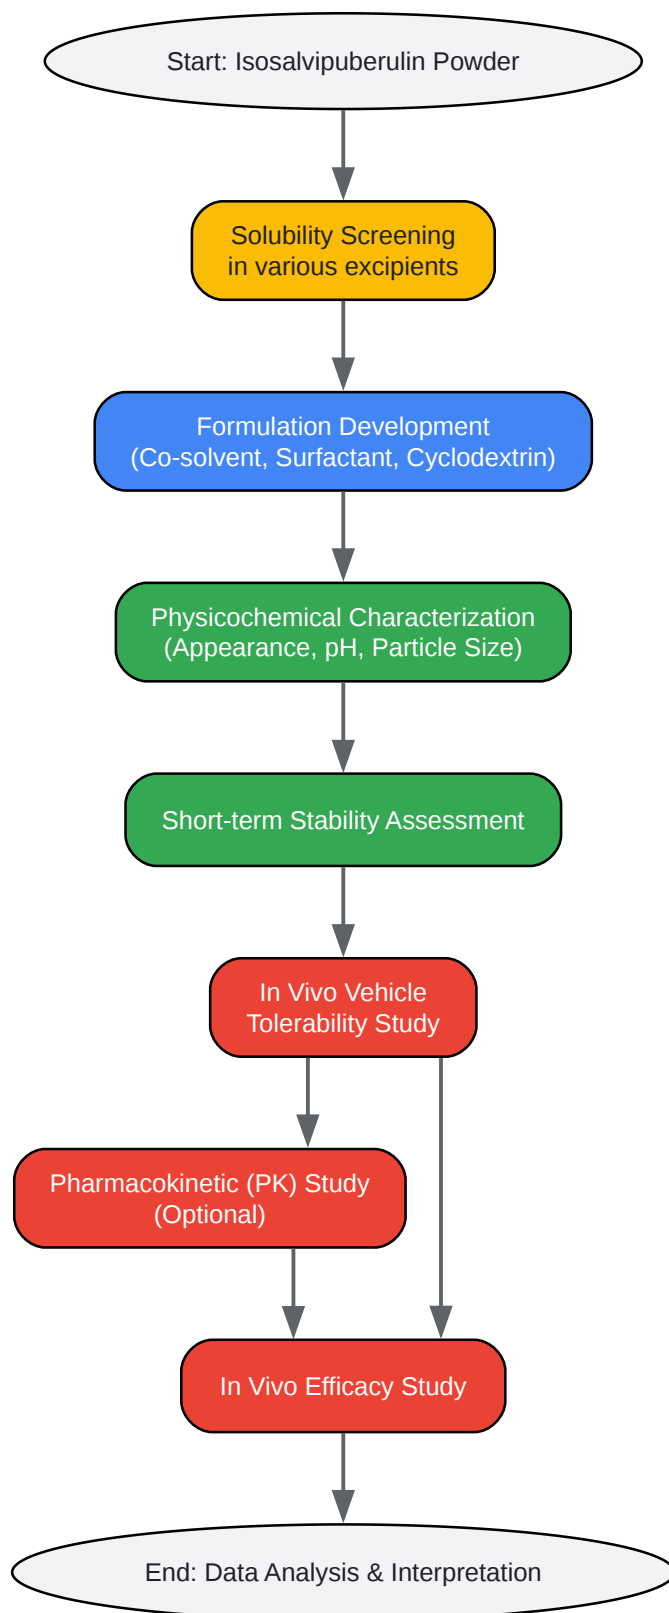 Start: Isosalvipuberulin Powder
Solubility Screening
in various excipients
Formulation Development
(Co-solvent, Surfactant, Cyclodextrin)
Physicochemical Characterization
(Appearance, pH, Particle Size)
Short-term Stability Assessment
In Vivo Vehicle
Tolerability Study
Pharmacokinetic (PK) Study
(Optional)
In Vivo Efficacy Study
End: Data Analysis & Interpretation